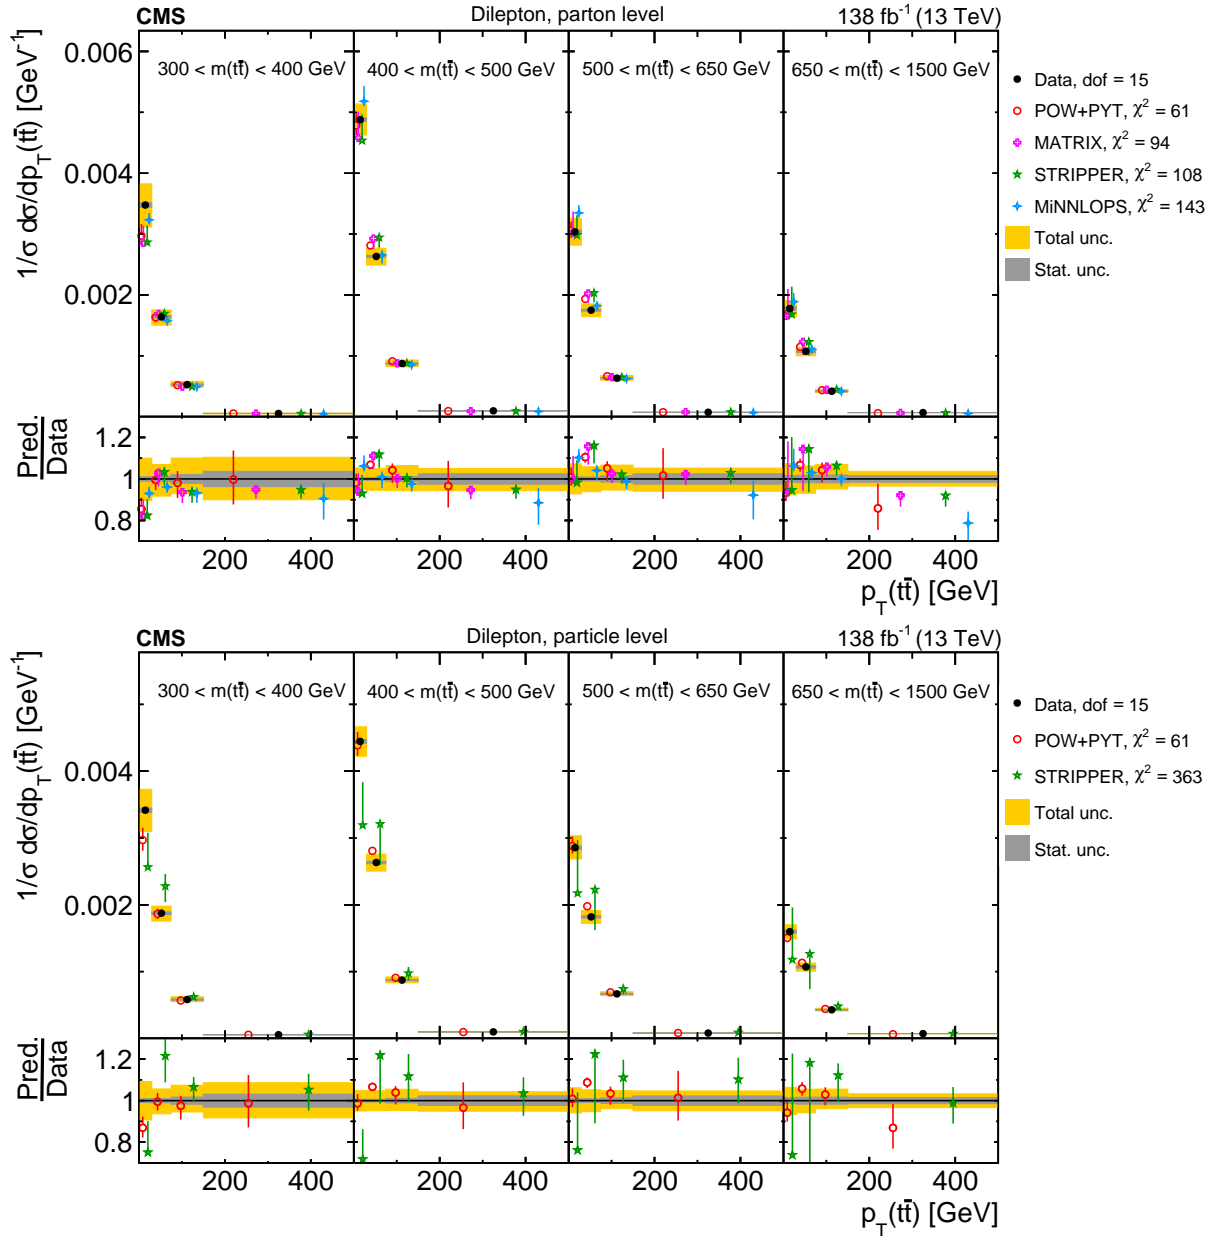 CMS Dilepton, parton level 138 fb⁻¹ (13 TeV)
1/σ dσ/dp_T(tt̄) [GeV⁻¹]
0.006
0.004
0.002
300 < m(tt̄) < 400 GeV
400 < m(tt̄) < 500 GeV
500 < m(tt̄) < 650 GeV
650 < m(tt̄) < 1500 GeV
Data, dof = 15
POW+PYT, χ² = 61
MATRIX, χ² = 94
STRIPPER, χ² = 108
MiNNLOPS, χ² = 143
Total unc.
Stat. unc.
Pred.
Data
1.2
1
0.8
200 400 200 400 200 400 200 400
p_T(tt̄) [GeV]
CMS Dilepton, particle level 138 fb⁻¹ (13 TeV)
1/σ dσ/dp_T(tt̄) [GeV⁻¹]
0.004
0.002
300 < m(tt̄) < 400 GeV
400 < m(tt̄) < 500 GeV
500 < m(tt̄) < 650 GeV
650 < m(tt̄) < 1500 GeV
Data, dof = 15
POW+PYT, χ² = 61
STRIPPER, χ² = 363
Total unc.
Stat. unc.
Pred.
Data
1.2
1
0.8
200 400 200 400 200 400 200 400
p_T(tt̄) [GeV]